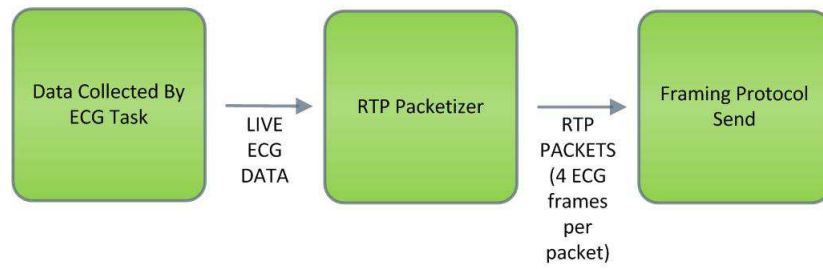 Data Collected By
ECG Task
LIVE
ECG
DATA
RTP Packetizer
RTP
PACKETS
(4 ECG
frames
per
packet)
Framing Protocol
Send